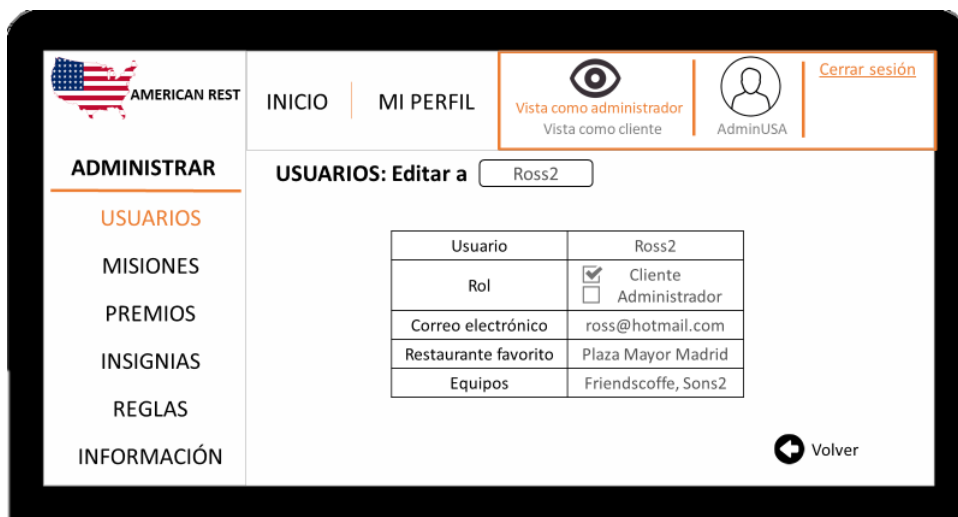 AMERICAN REST
INICIO
MI PERFIL
Vista como administrador
Vista como cliente
AdminUSA
Cerrar sesión
ADMINISTRAR
USUARIOS
MISIONES
PREMIOS
INSIGNIAS
REGLAS
INFORMACIÓN
USUARIOS: Editar a Ross2
Usuario Ross2
Rol Cliente
Administrador
Correo electrónico ross@hotmail.com
Restaurante favorito Plaza Mayor Madrid
Equipos Friendscoffe, Sons2
Volver